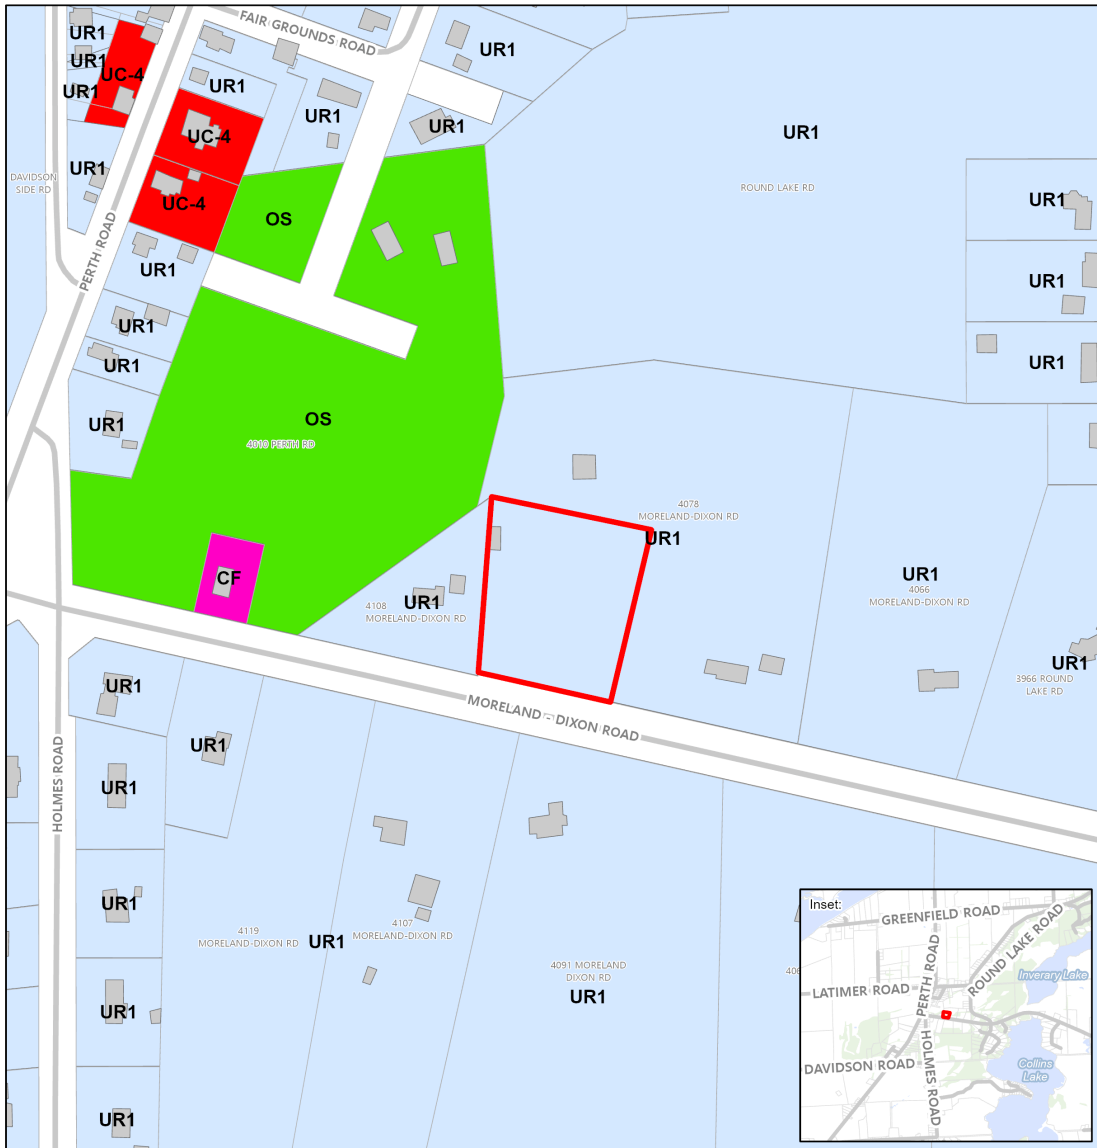 FAIR GROUNDS ROAD
UR1
UR1
UR1
UC-4
UR1
UR1
UR1
UR1
UR1
UC-4
UR1
ROUND LAKE RD
UR1
DAVIDSON
SIDE RD
UC-4
OS
UR1
PERTH ROAD
UR1
UR1
UR1
UR1
UR1
OS
UR1
4010 PERTH RD
4078
MORELAND-DIXON RD
UR1
CF
UR1
4066
MORELAND-DIXON RD
UR1
4108
MORELAND-DIXON RD
UR1
3966 ROUND
LAKE RD
UR1
MORELAND - DIXON ROAD
UR1
HOLMES ROAD
UR1
UR1
4119
MORELAND-DIXON RD
UR1
4107
MORELAND-DIXON RD
4091 MORELAND
DIXON RD
UR1
UR1
UR1
Inset:
GREENFIELD ROAD
ROUND LAKE ROAD
PERTH ROAD
Inverary Lake
LATIMER ROAD
HOLMES ROAD
DAVIDSON ROAD
Collins
Lake